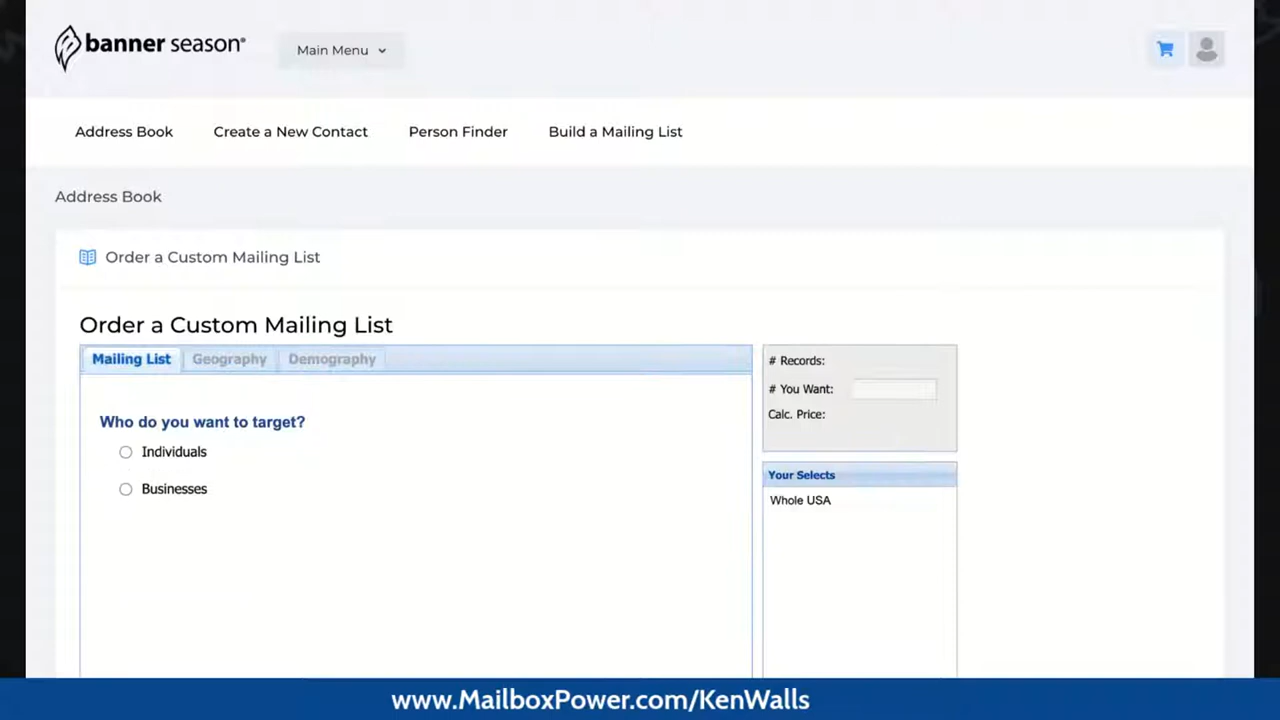 banner season®
Main Menu
Address Book
Create a New Contact
Person Finder
Build a Mailing List
Address Book
Order a Custom Mailing List
Order a Custom Mailing List
Mailing List
Geography
Demography
# Records:
# You Want:
Calc. Price:
Who do you want to target?
Individuals
Businesses
Your Selects
Whole USA
www.MailboxPower.com/KenWalls